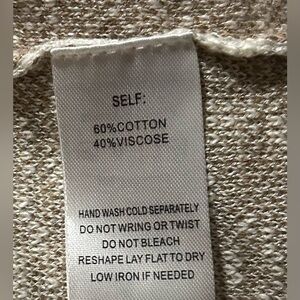 SELF:
60%COTTON
40%VISCOSE
HAND WASH COLD SEPARATELY
DO NOT WRING OR TWIST
DO NOT BLEACH
RESHAPE LAY FLAT TO DRY
LOW IRON IF NEEDED